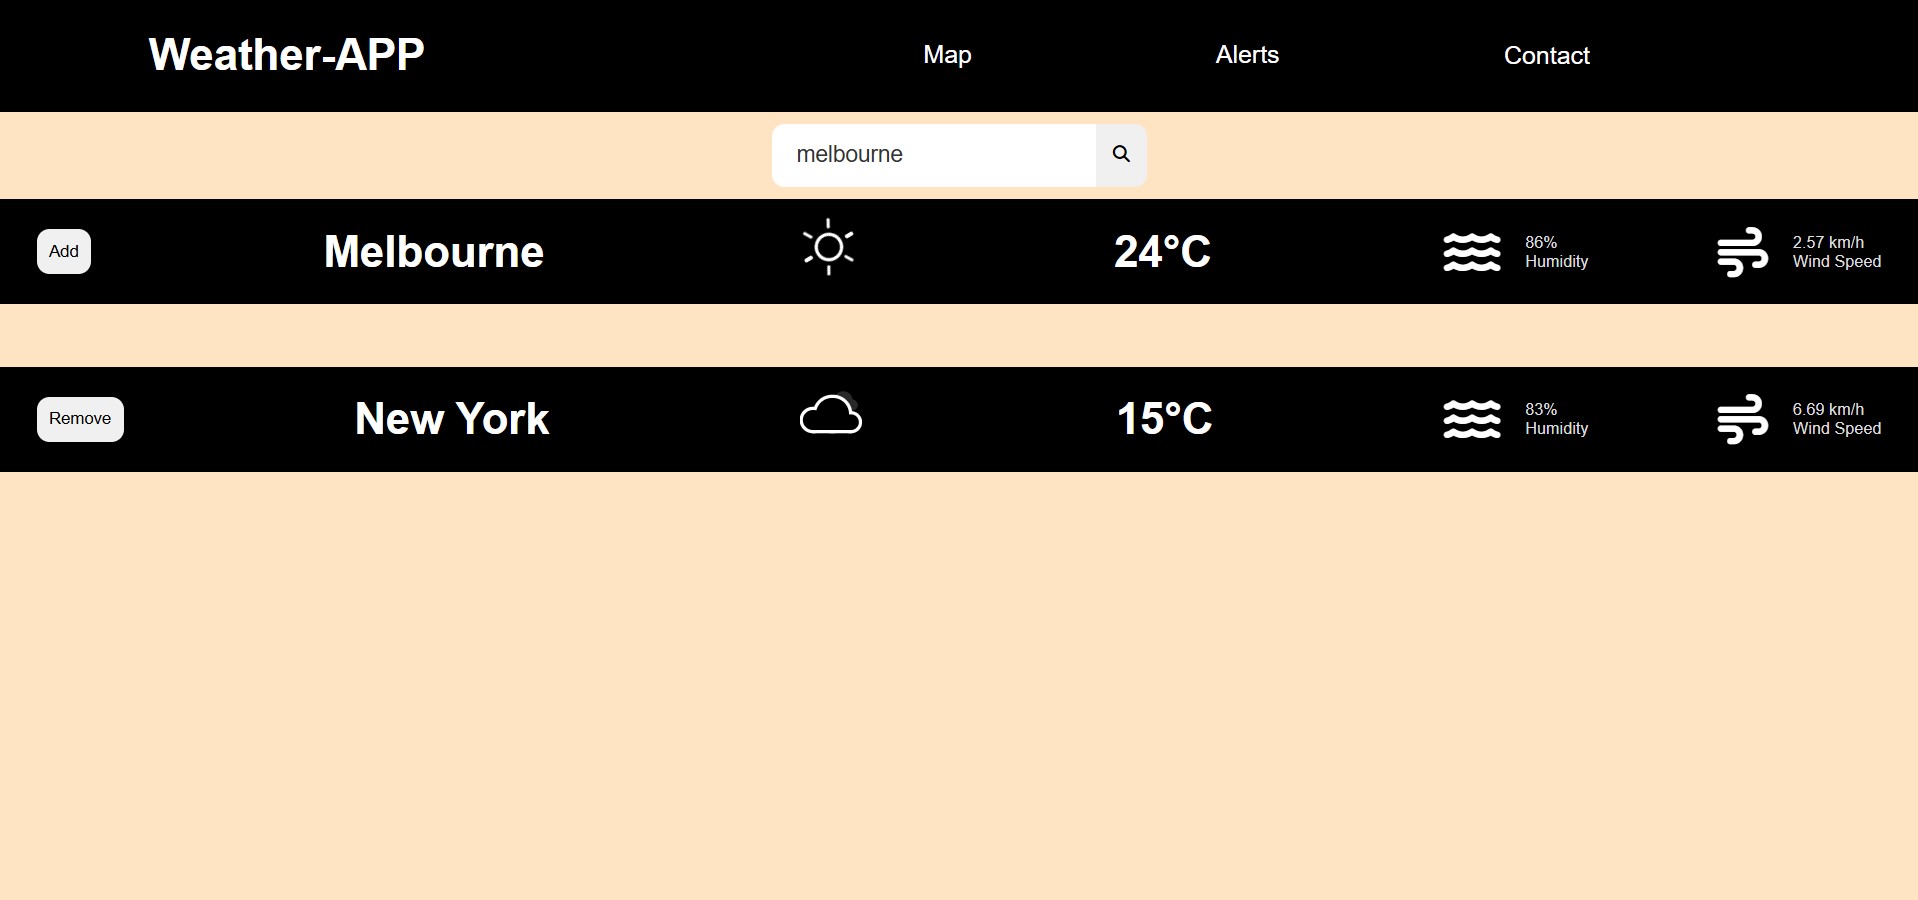 Weather-APP
Map
Alerts
Contact
melbourne
Add
Melbourne
24°C
86%
Humidity
2.57 km/h
Wind Speed
Remove
New York
15°C
83%
Humidity
6.69 km/h
Wind Speed